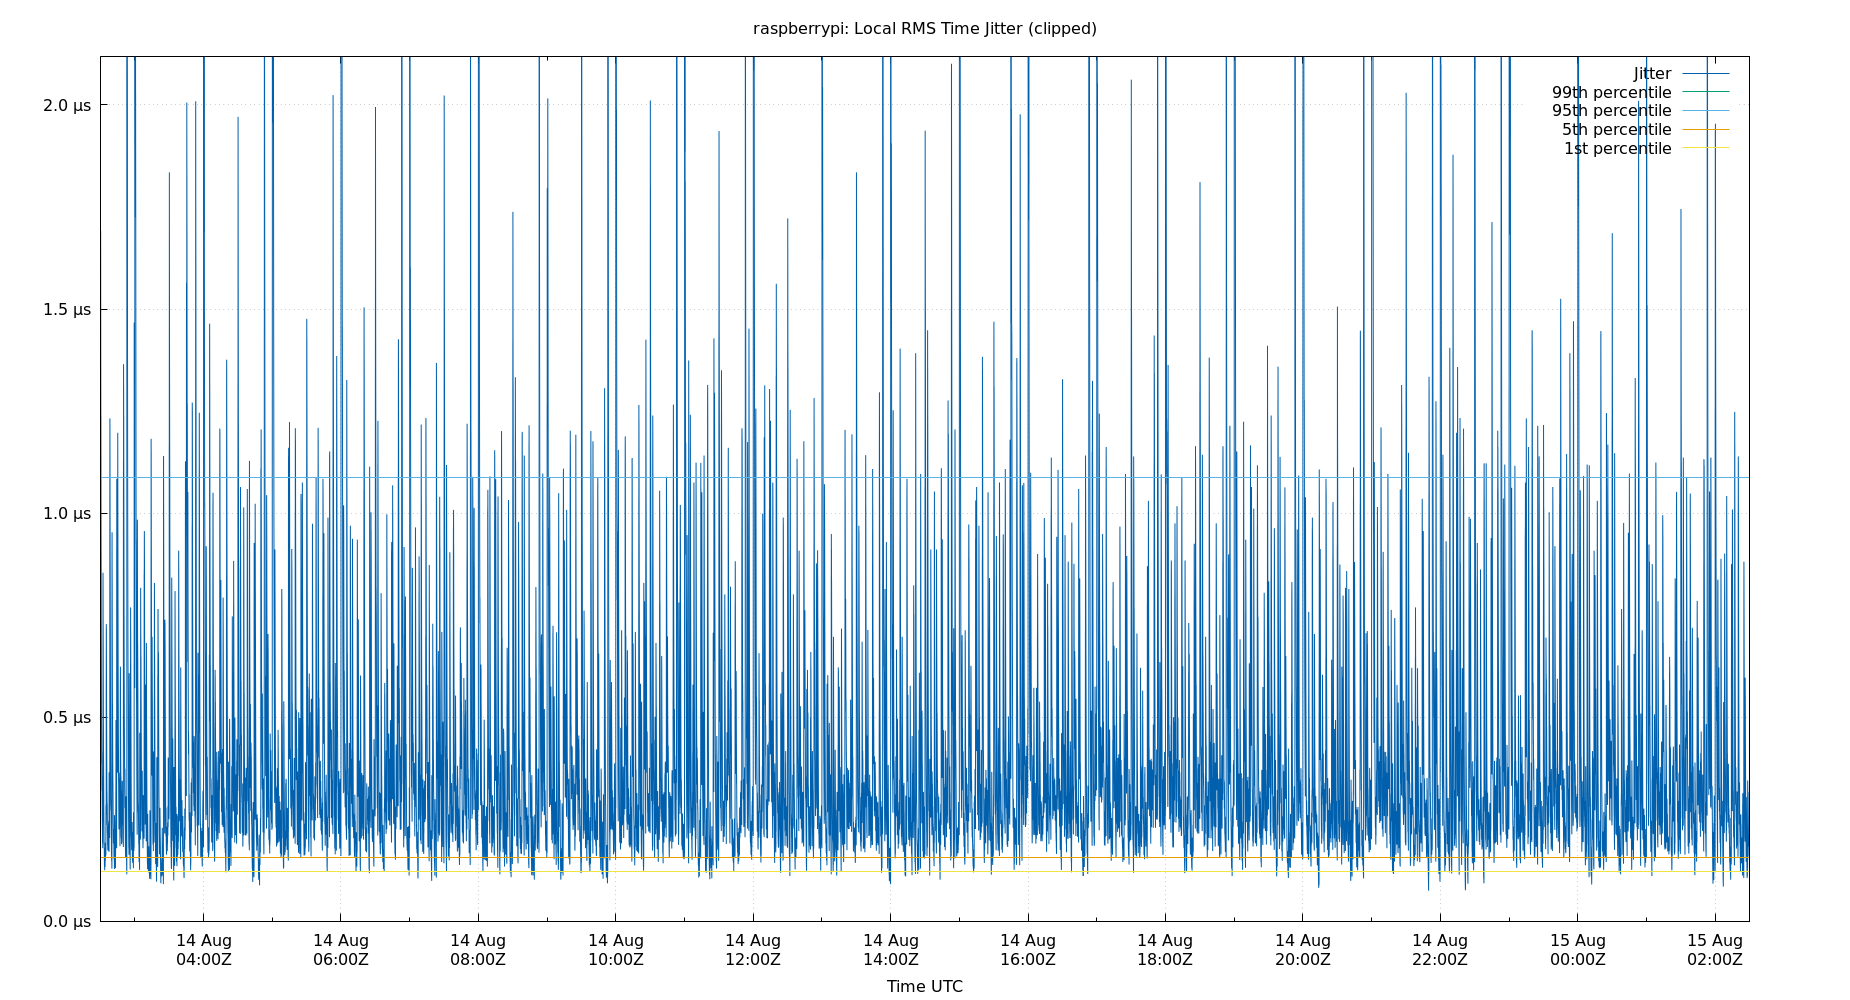 raspberrypi: Local RMS Time Jitter (clipped)
Jitter
99th percentile
95th percentile
5th percentile
1st percentile
2.0 µs
1.5 µs
1.0 µs
0.5 µs
0.0 µs
14 Aug 14 Aug 14 Aug 14 Aug 14 Aug 14 Aug 14 Aug 14 Aug 14 Aug 14 Aug 15 Aug 15 Aug
04:00Z 06:00Z 08:00Z 10:00Z 12:00Z 14:00Z 16:00Z 18:00Z 20:00Z 22:00Z 00:00Z 02:00Z
Time UTC